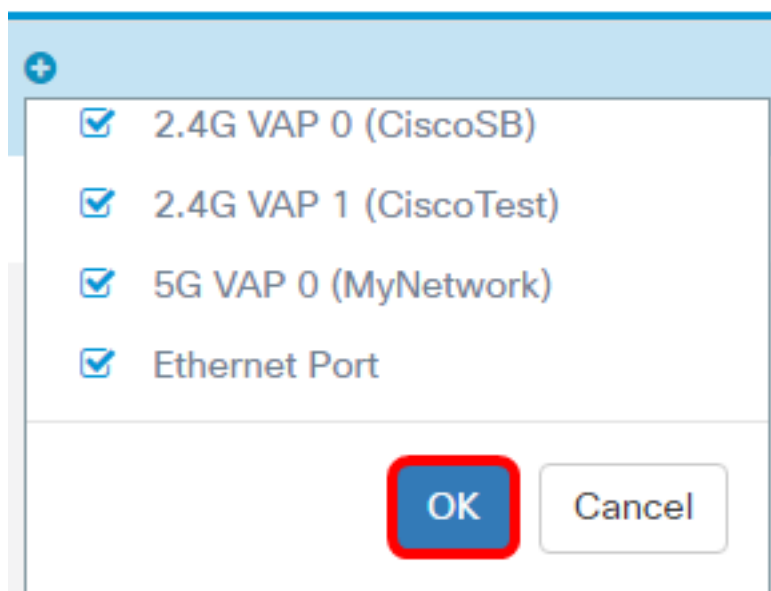 2.4G VAP 0 (CiscoSB)
2.4G VAP 1 (CiscoTest)
5G VAP 0 (MyNetwork)
Ethernet Port
OK Cancel